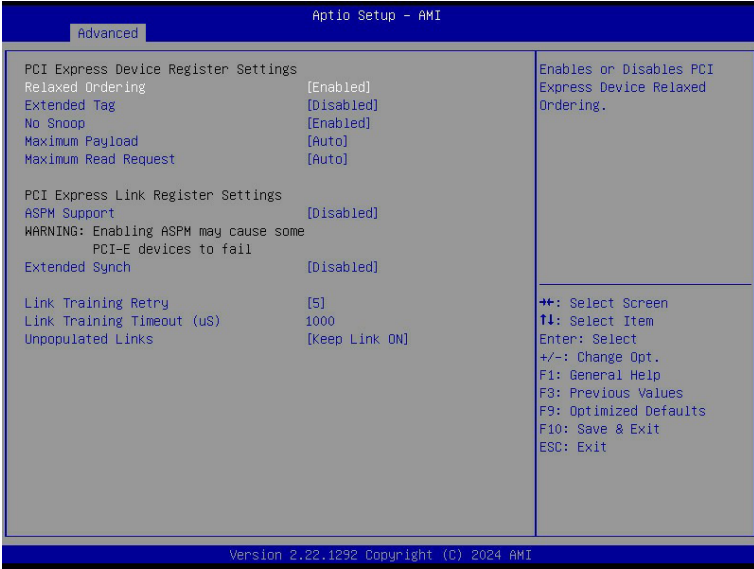 Aptio Setup – AMI
Advanced
PCI Express Device Register Settings
Relaxed Ordering [Enabled]
Extended Tag [Disabled]
No Snoop [Enabled]
Maximum Payload [Auto]
Maximum Read Request [Auto]
PCI Express Link Register Settings
ASPM Support [Disabled]
WARNING: Enabling ASPM may cause some
PCI-E devices to fail
Extended Synch [Disabled]
Link Training Retry [5]
Link Training Timeout (uS) 1000
Unpopulated Links [Keep Link ON]
Enables or Disables PCI
Express Device Relaxed
Ordering.
→←: Select Screen
↑↓: Select Item
Enter: Select
+/-: Change Opt.
F1: General Help
F3: Previous Values
F9: Optimized Defaults
F10: Save & Exit
ESC: Exit
Version 2.22.1292 Copyright (C) 2024 AMI